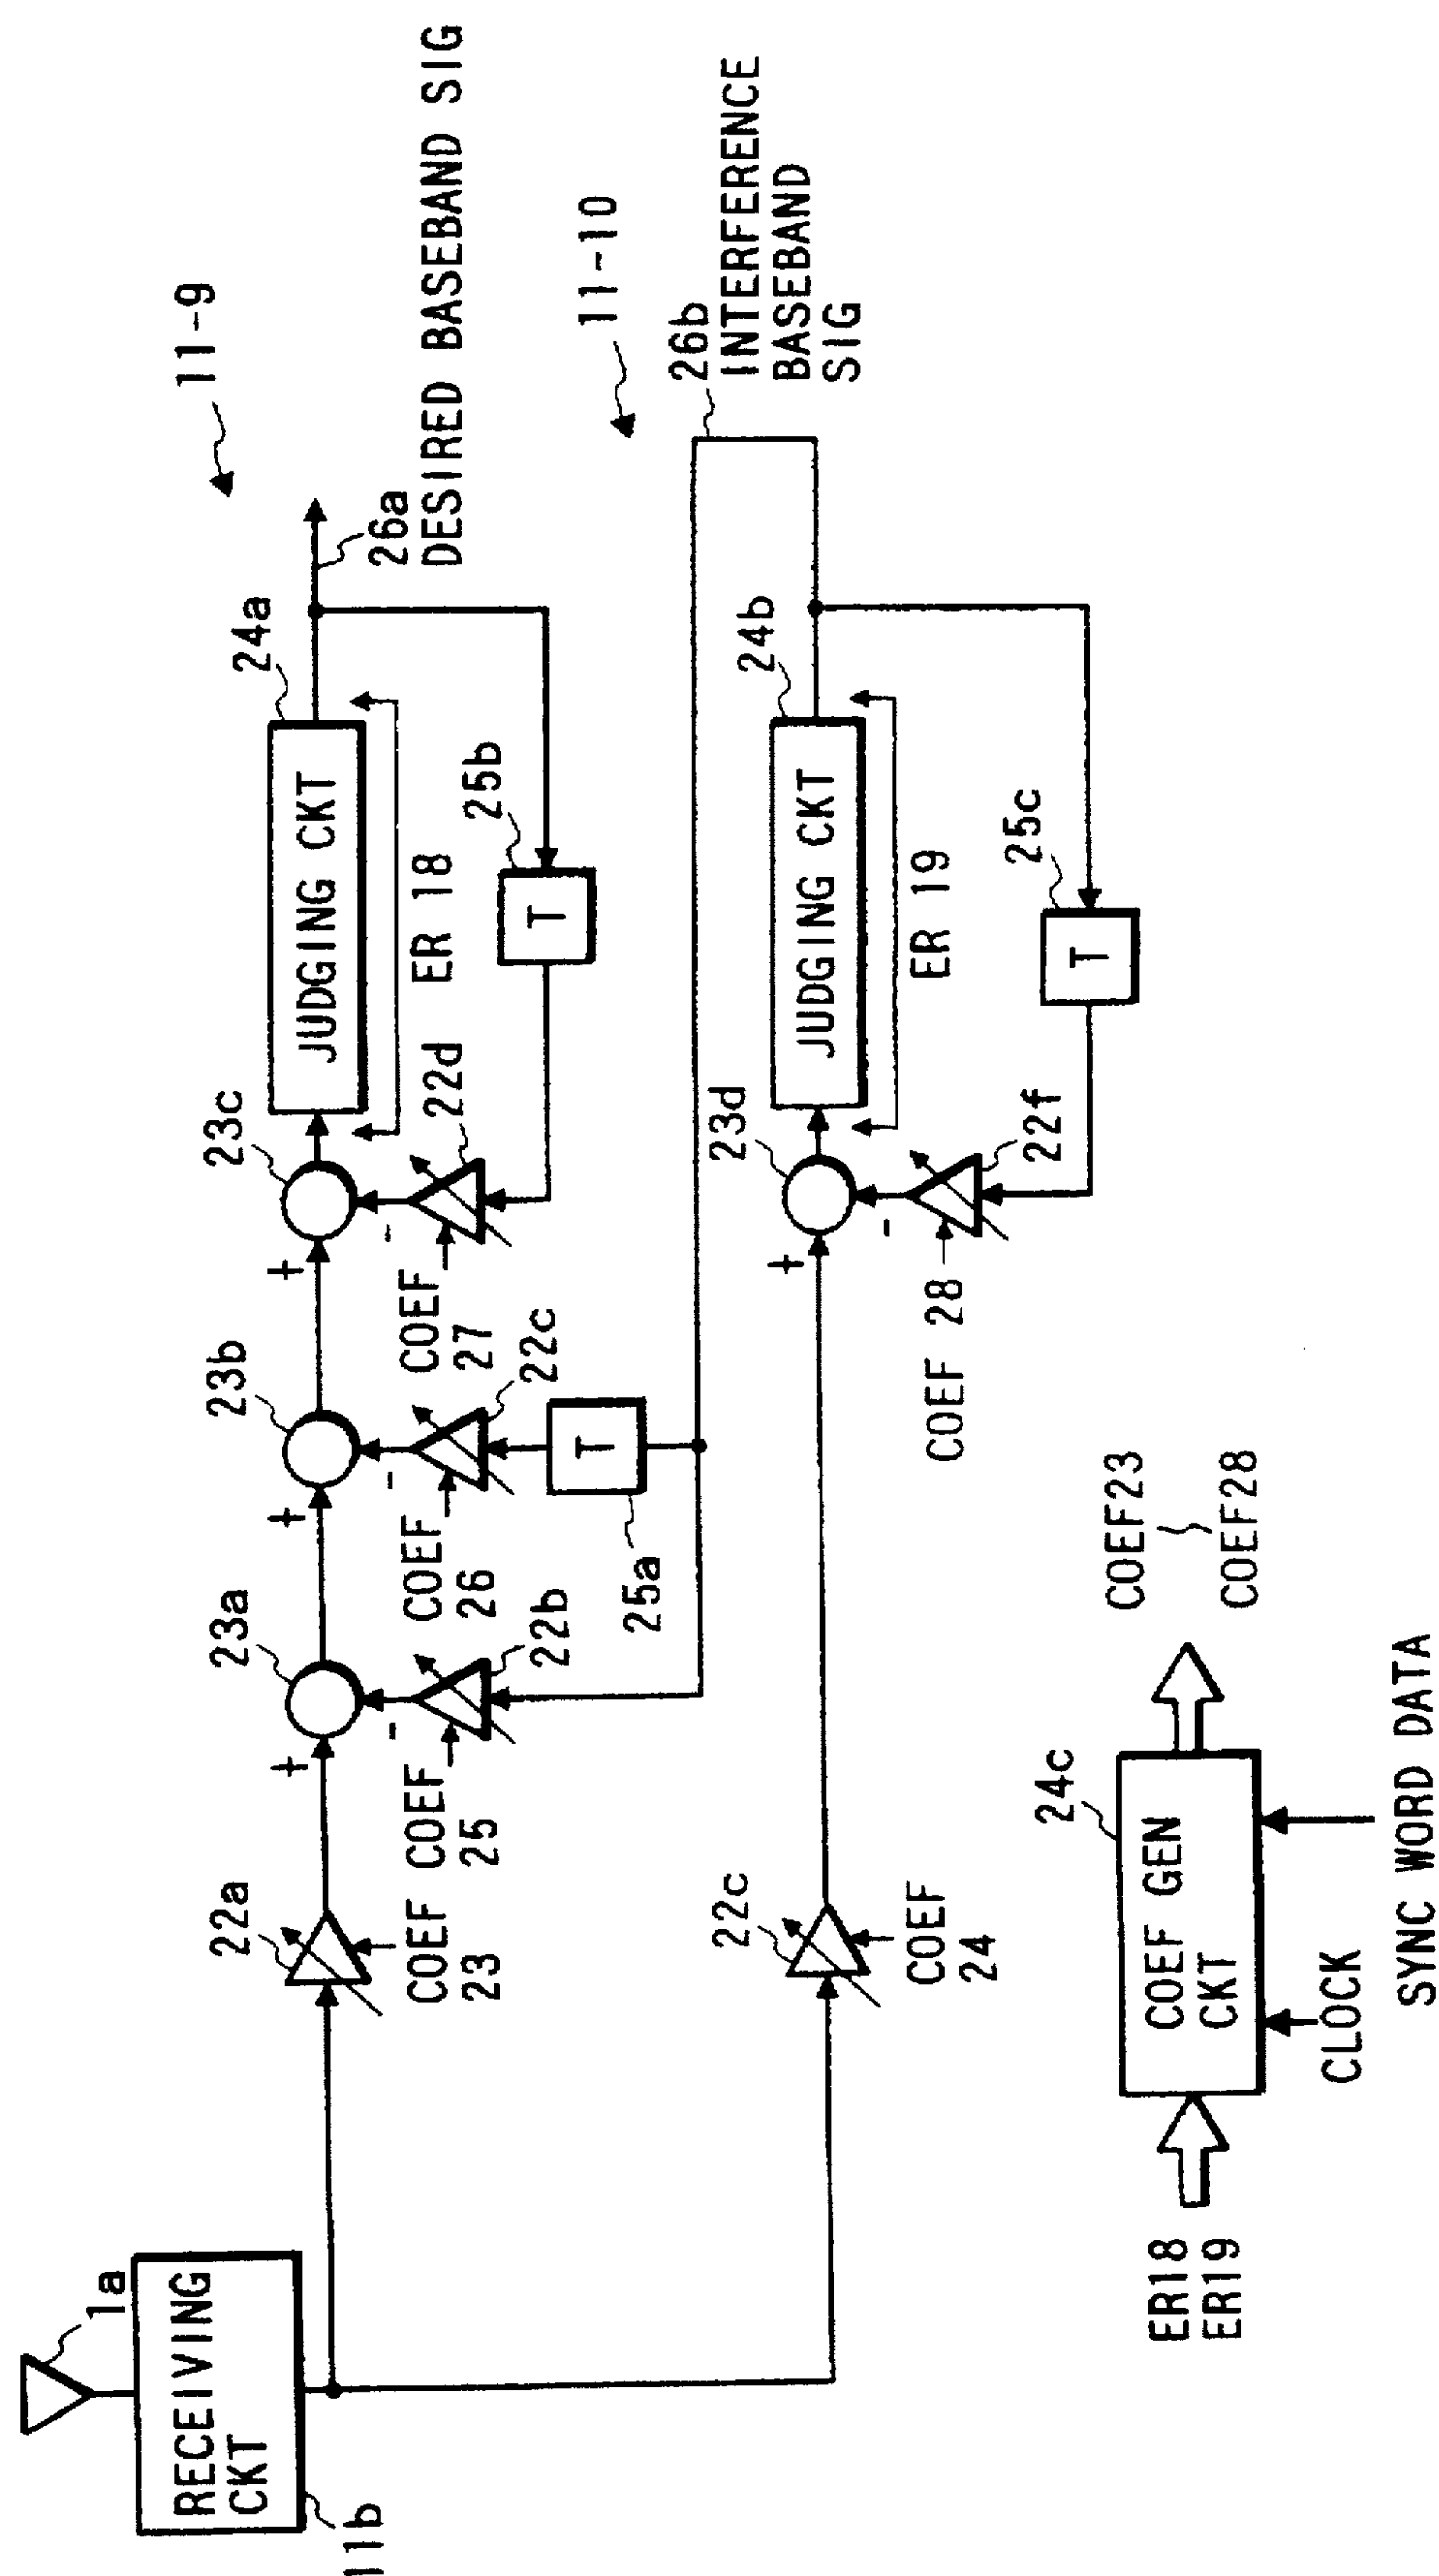 1a
RECEIVING
CKT
11b
22a
COEF
23
23a
COEF
25
22b
+
-
23b
COEF
26
22c
+
-
T
25a
23c
COEF
27
22d
+
-
JUDGING CKT
24a
ER 18
T
25b
26a
DESIRED BASEBAND SIG
11-9
22c
COEF
24
23d
+
-
COEF 28
22f
JUDGING CKT
24b
ER 19
T
25c
11-10
26b
INTERFERENCE
BASEBAND
SIG
ER18
ER19
COEF GEN
CKT
24c
CLOCK
SYNC WORD DATA
COEF23
COEF28